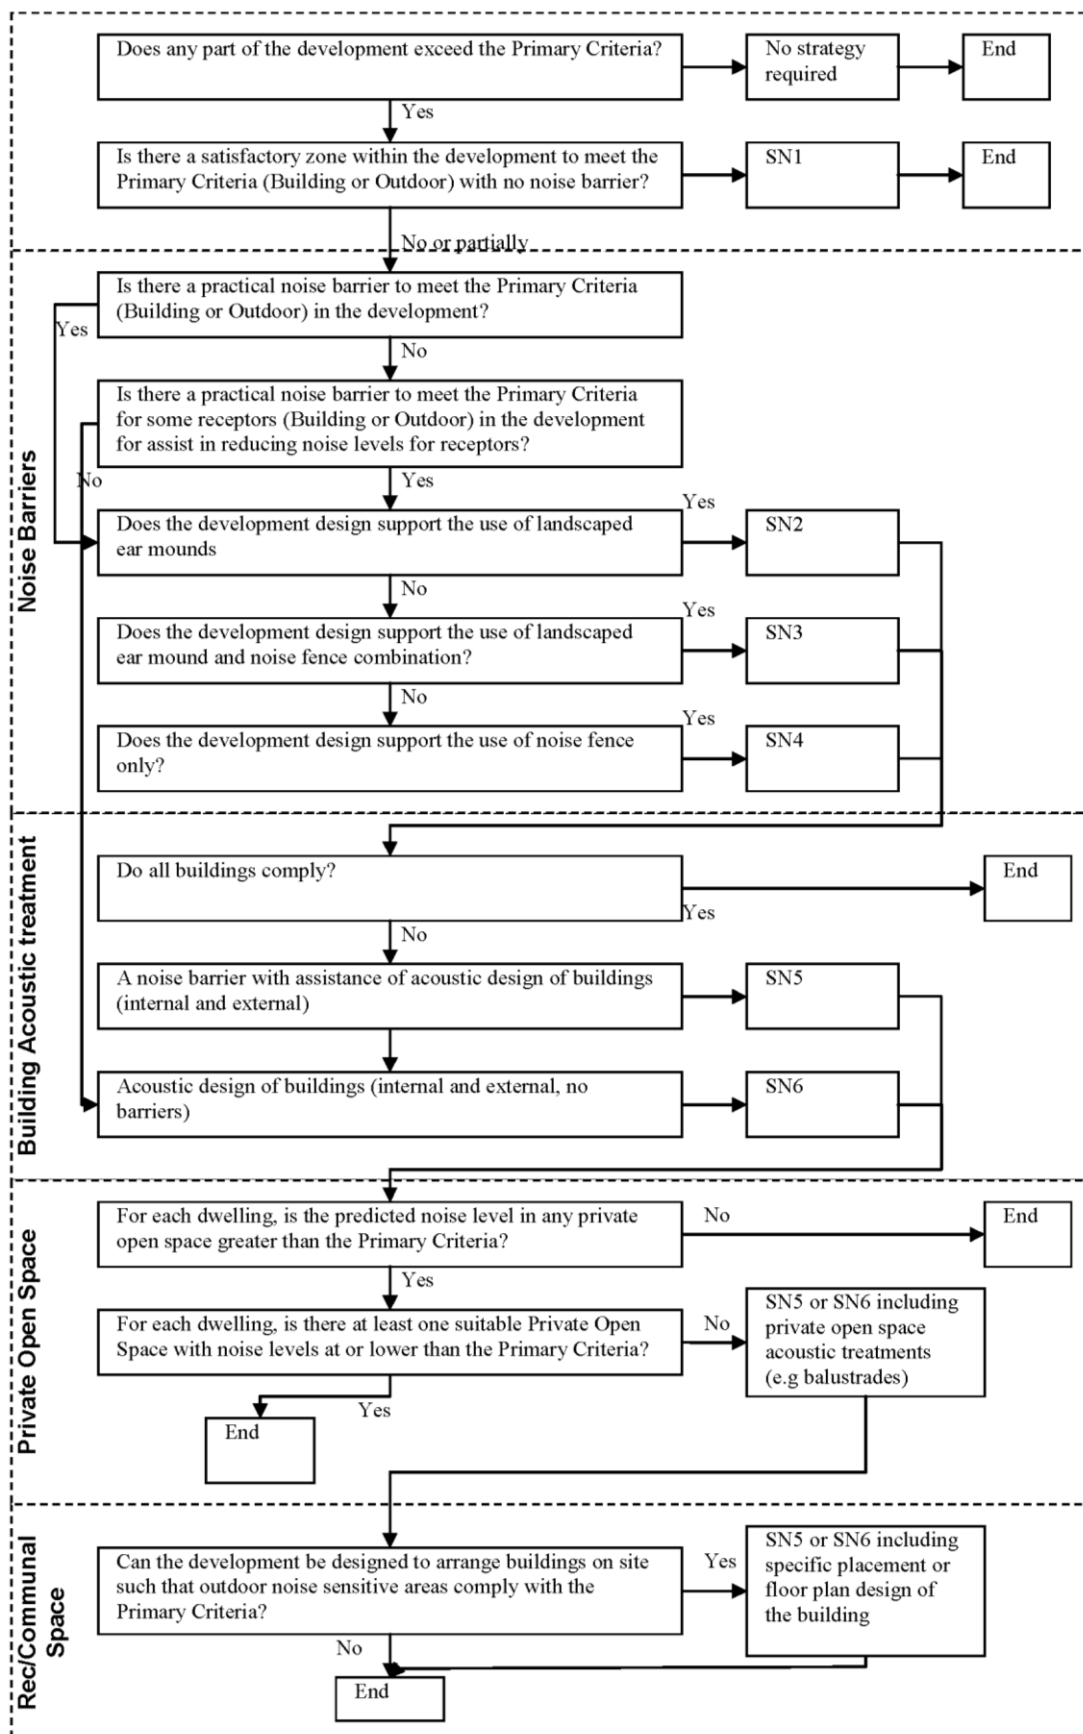 Does any part of the development exceed the Primary Criteria?
No strategy
required
End
Yes
Is there a satisfactory zone within the development to meet the
Primary Criteria (Building or Outdoor) with no noise barrier?
SN1
End
No or partially
Noise Barriers
Is there a practical noise barrier to meet the Primary Criteria
(Building or Outdoor) in the development?
Yes
No
Is there a practical noise barrier to meet the Primary Criteria
for some receptors (Building or Outdoor) in the development
for assist in reducing noise levels for receptors?
No
Yes
Does the development design support the use of landscaped
ear mounds
Yes
SN2
No
Does the development design support the use of landscaped
ear mound and noise fence combination?
Yes
SN3
No
Does the development design support the use of noise fence
only?
Yes
SN4
Building Acoustic treatment
Do all buildings comply?
Yes
End
No
A noise barrier with assistance of acoustic design of buildings
(internal and external)
SN5
Acoustic design of buildings (internal and external, no
barriers)
SN6
Private Open Space
For each dwelling, is the predicted noise level in any private
open space greater than the Primary Criteria?
No
End
Yes
For each dwelling, is there at least one suitable Private Open
Space with noise levels at or lower than the Primary Criteria?
No
SN5 or SN6 including
private open space
acoustic treatments
(e.g balustrades)
Yes
End
Rec/Communal
Space
Can the development be designed to arrange buildings on site
such that outdoor noise sensitive areas comply with the
Primary Criteria?
Yes
SN5 or SN6 including
specific placement or
floor plan design of
the building
No
End